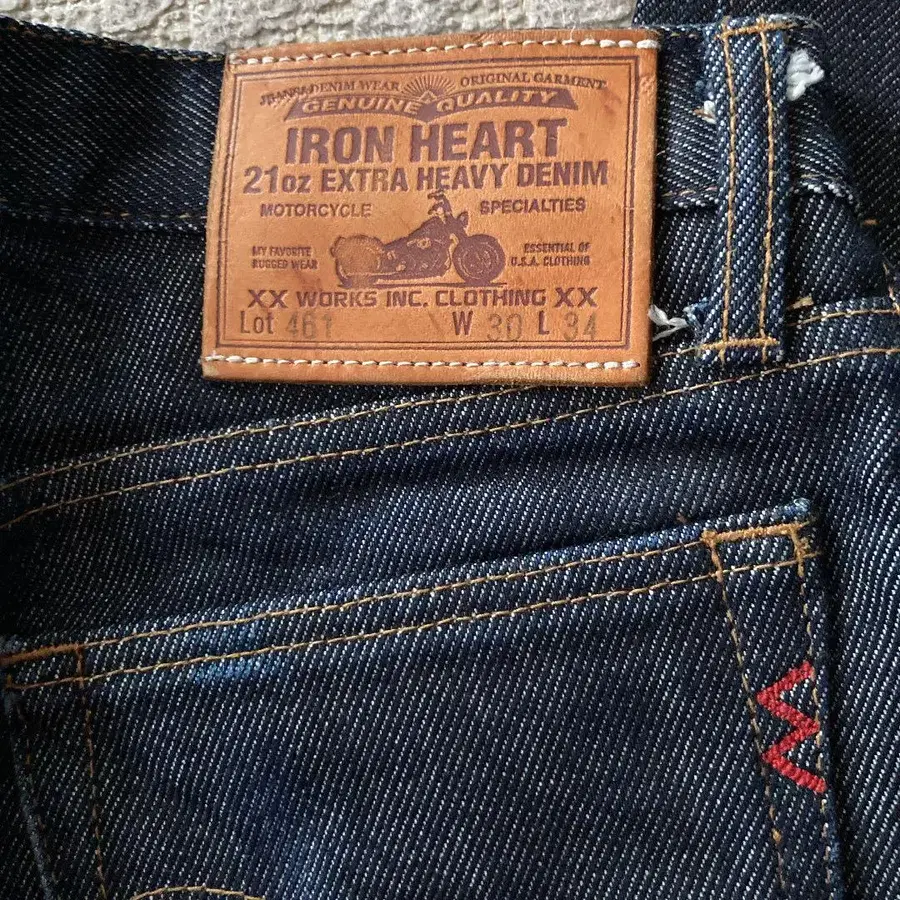 JEANS&DENIM WEAR ORIGINAL GARMENT
GENUINE QUALITY
IRON HEART
21oz EXTRA HEAVY DENIM
MOTORCYCLE SPECIALTIES
MY FAVORITE ESSENTIAL OF
RUGGED WEAR U.S.A. CLOTHING
XX WORKS INC. CLOTHING XX
Lot 461 W 30 L 34
W